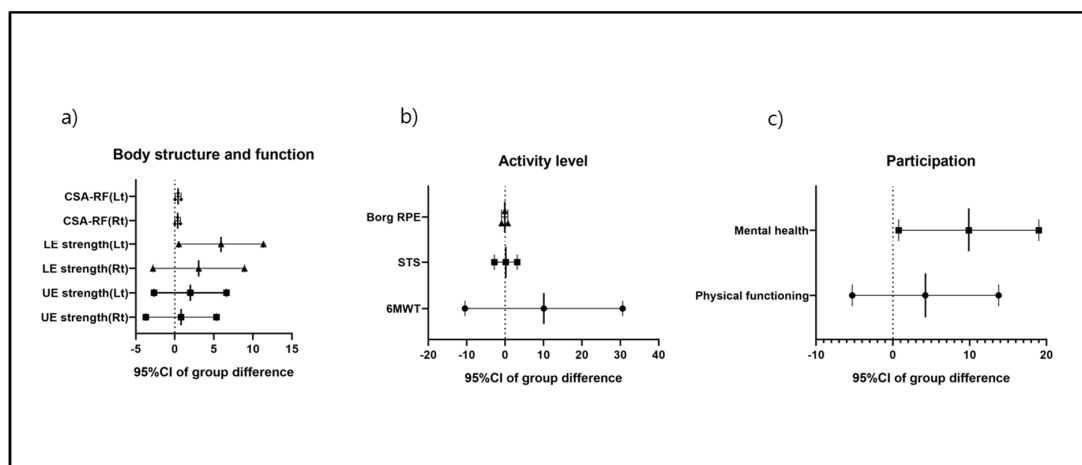 a)
Body structure and function
CSA-RF(Lt)
CSA-RF(Rt)
LE strength(Lt)
LE strength(Rt)
UE strength(Lt)
UE strength(Rt)
-5 0 5 10 15
95%CI of group difference
b)
Activity level
Borg RPE
STS
6MWT
-20 -10 0 10 20 30 40
95%CI of group difference
c)
Participation
Mental health
Physical functioning
-10 0 10 20
95%CI of group difference